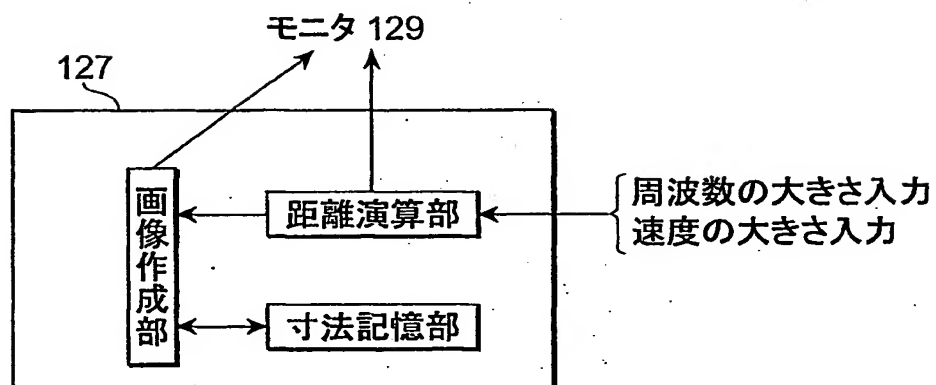 モニタ 129
127
画像作成部
距離演算部
周波数の大きさ入力
速度の大きさ入力
寸法記憶部